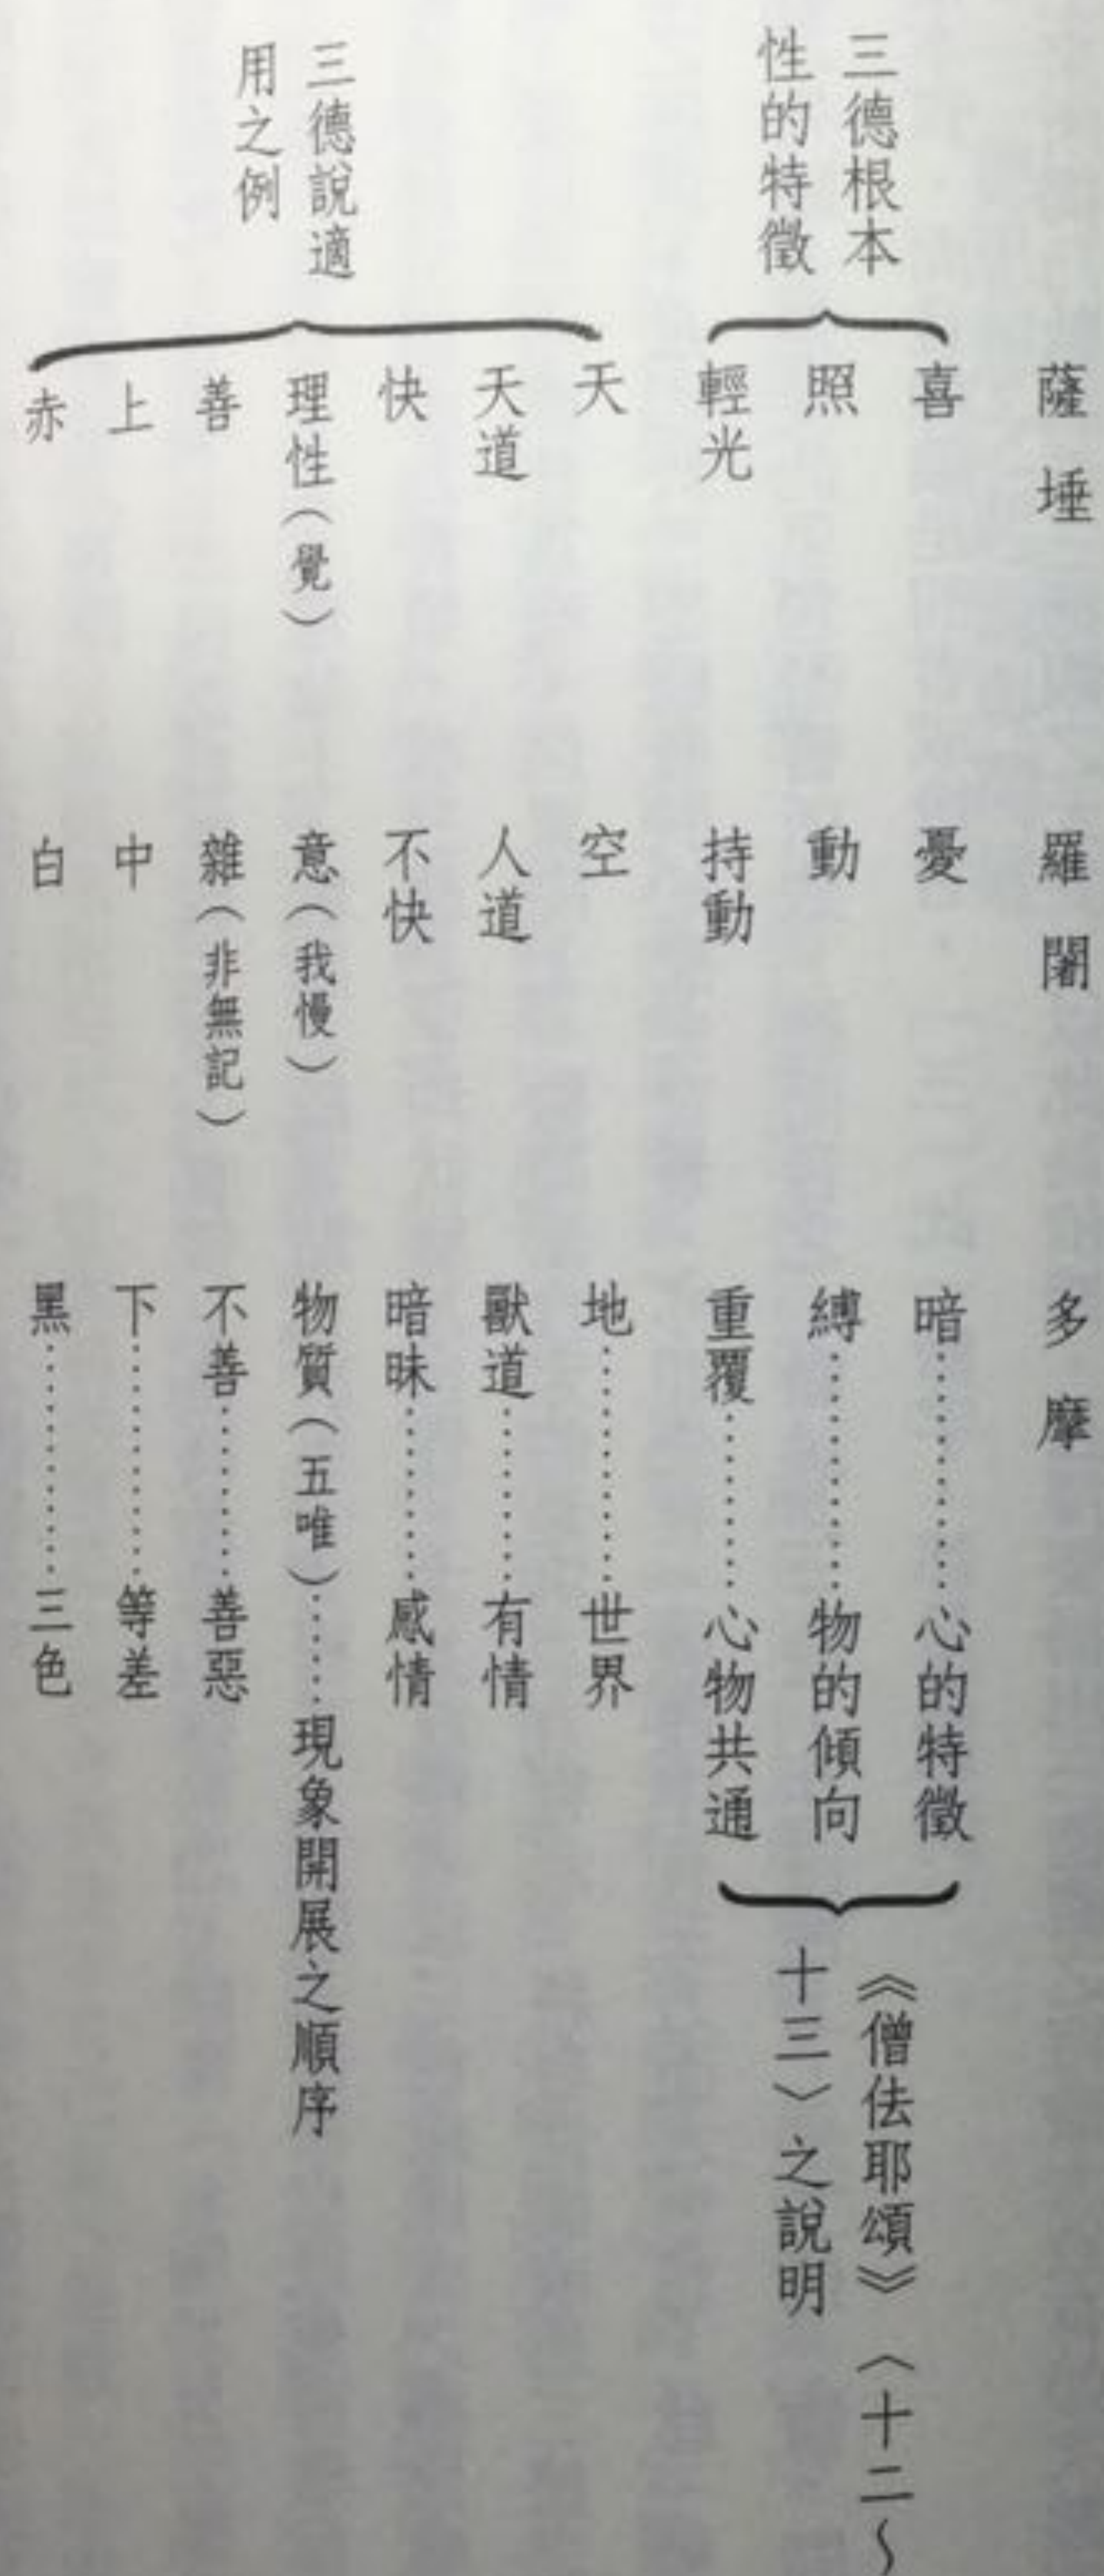 薩埵 羅闍 多摩
三德根本
性的特徵
喜 憂 暗…………心的特徵
照 動 縛…………物的傾向
輕光 持動 重覆…………心物共通
《僧佉耶頌》〈十二~
十三〉之說明
三德說適
用之例
天 空 地…………世界
天道 人道 獸道…………有情
快 不快 暗昧…………感情
理性(覺) 意(我慢) 物質(五唯)……現象開展之順序
善 雜(非無記) 不善…………善惡
上 中 下…………等差
赤 白 黑…………三色